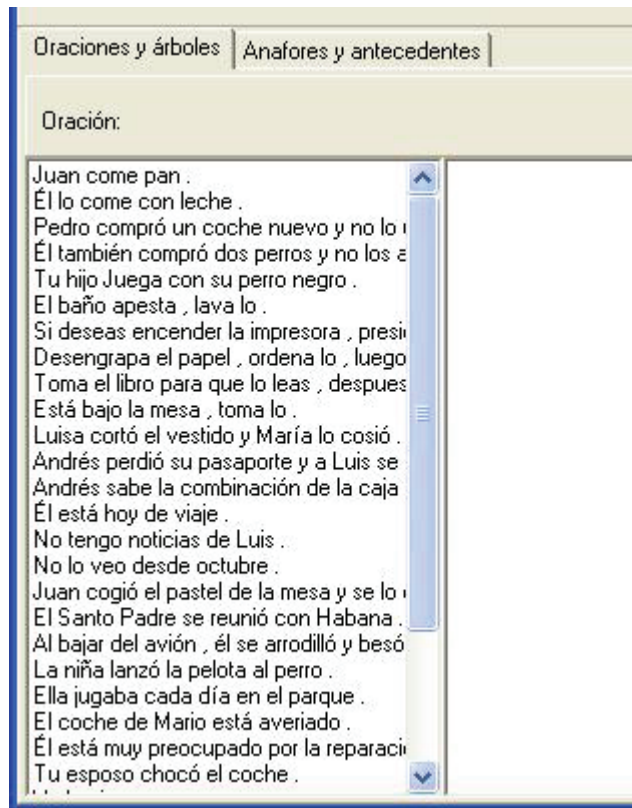 Oraciones y árboles Anafores y antecedentes
Oración:
Juan come pan .
Él lo come con leche .
Pedro compró un coche nuevo y no lo
Él también compró dos perros y no los a
Tu hijo Juega con su perro negro .
El baño apesta , lava lo .
Si deseas encender la impresora , presi
Desengrapa el papel , ordena lo , luego
Toma el libro para que lo leas , despues
Está bajo la mesa , toma lo .
Luisa cortó el vestido y María lo cosió .
Andrés perdió su pasaporte y a Luis se
Andrés sabe la combinación de la caja
Él está hoy de viaje .
No tengo noticias de Luis .
No lo veo desde octubre .
Juan cogió el pastel de la mesa y se lo
El Santo Padre se reunió con Habana .
Al bajar del avión , él se arrodilló y besó
La niña lanzó la pelota al perro .
Ella jugaba cada día en el parque .
El coche de Mario está averiado .
Él está muy preocupado por la reparaci
Tu esposo chocó el coche .